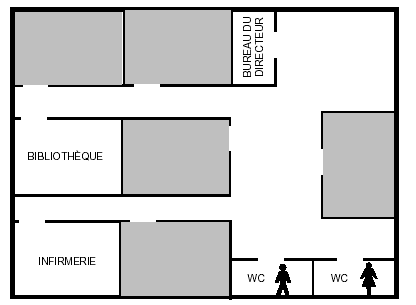 BUREAU DU
DIRECTEUR
BIBLIOTHÈQUE
INFIRMERIE
WC
WC